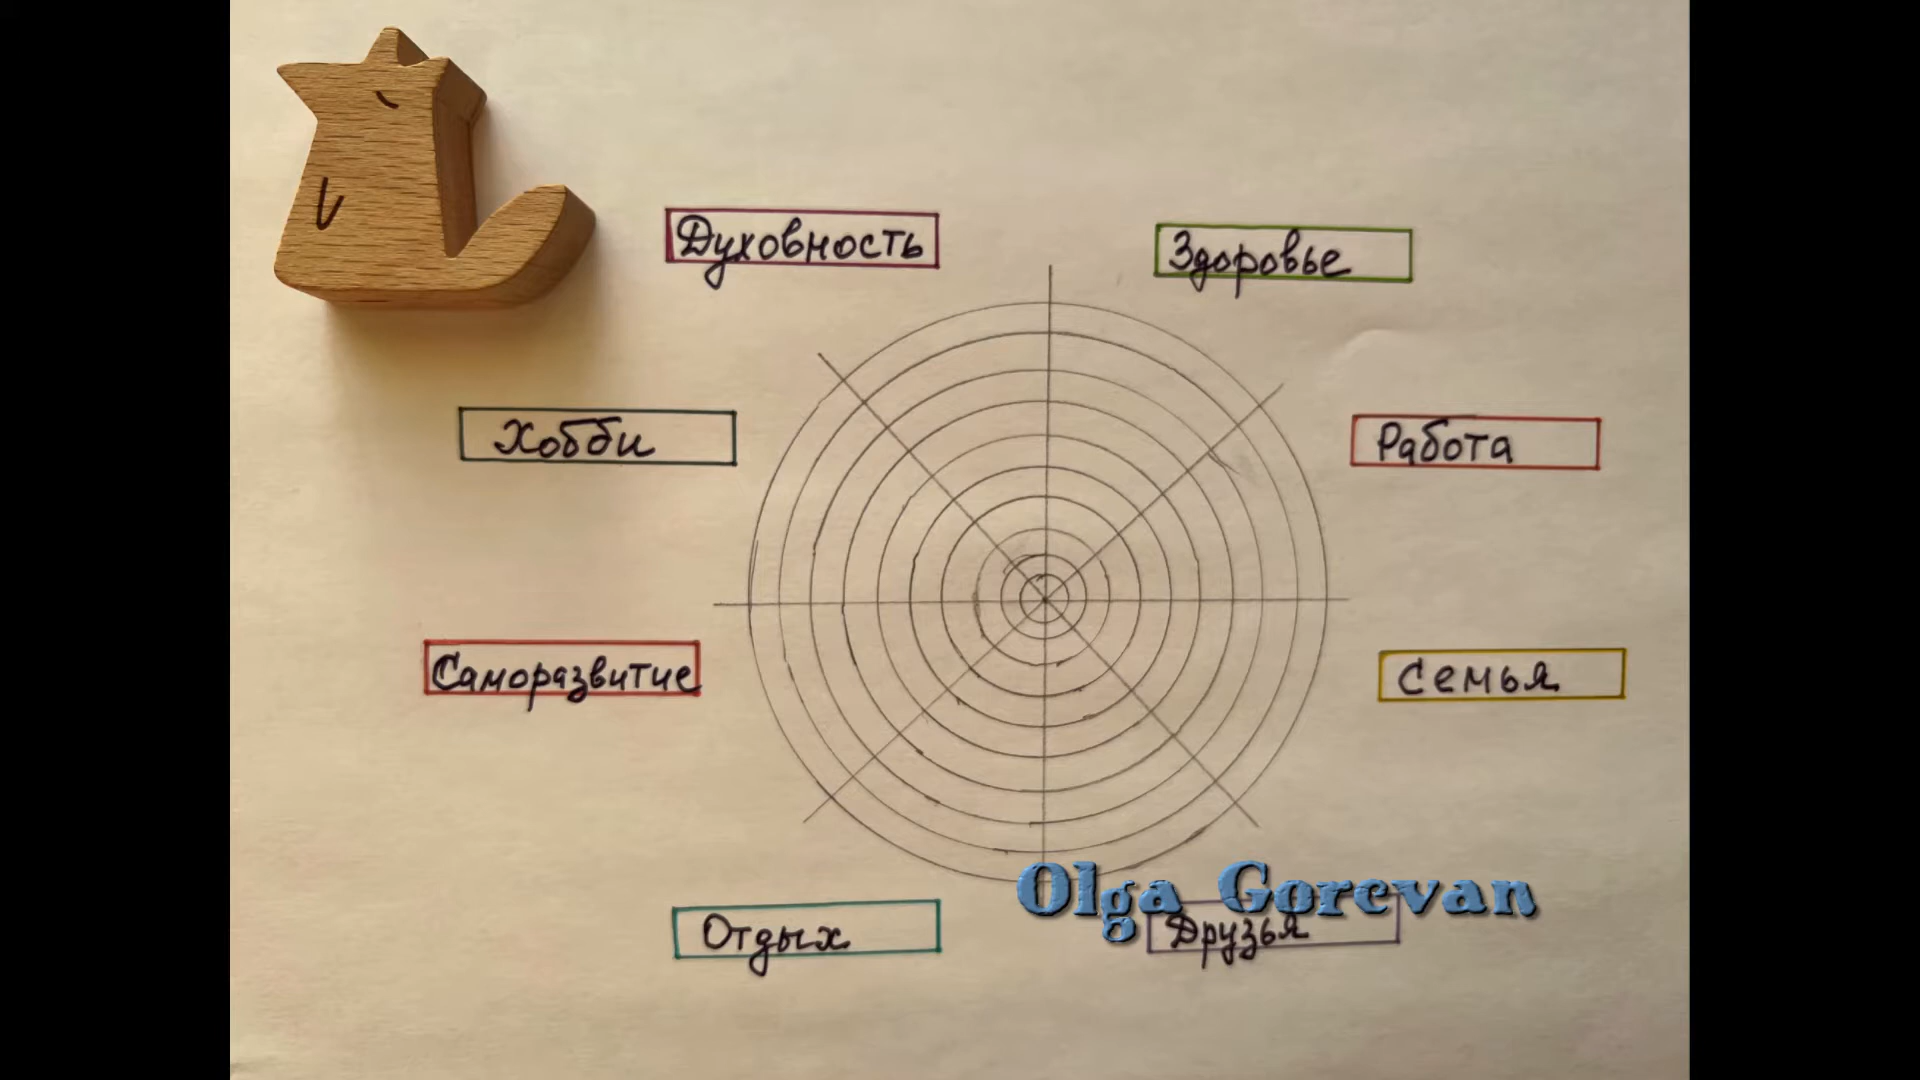 Духовность
Здоровье
Хобби
Работа
Саморазвитие
Семья
Olga Gorevan
Отдых
Друзья